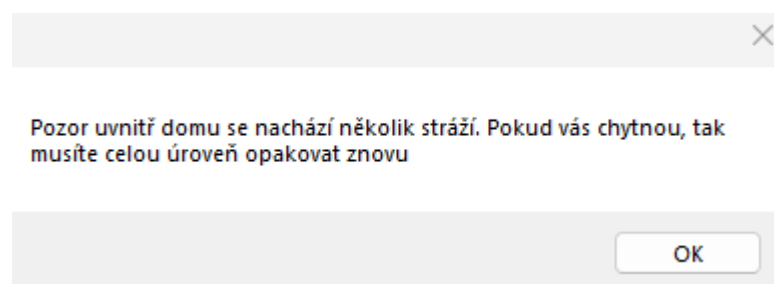 Pozor uvnitř domu se nachází několik stráží. Pokud vás chytnou, tak
musíte celou úroveň opakovat znovu
OK